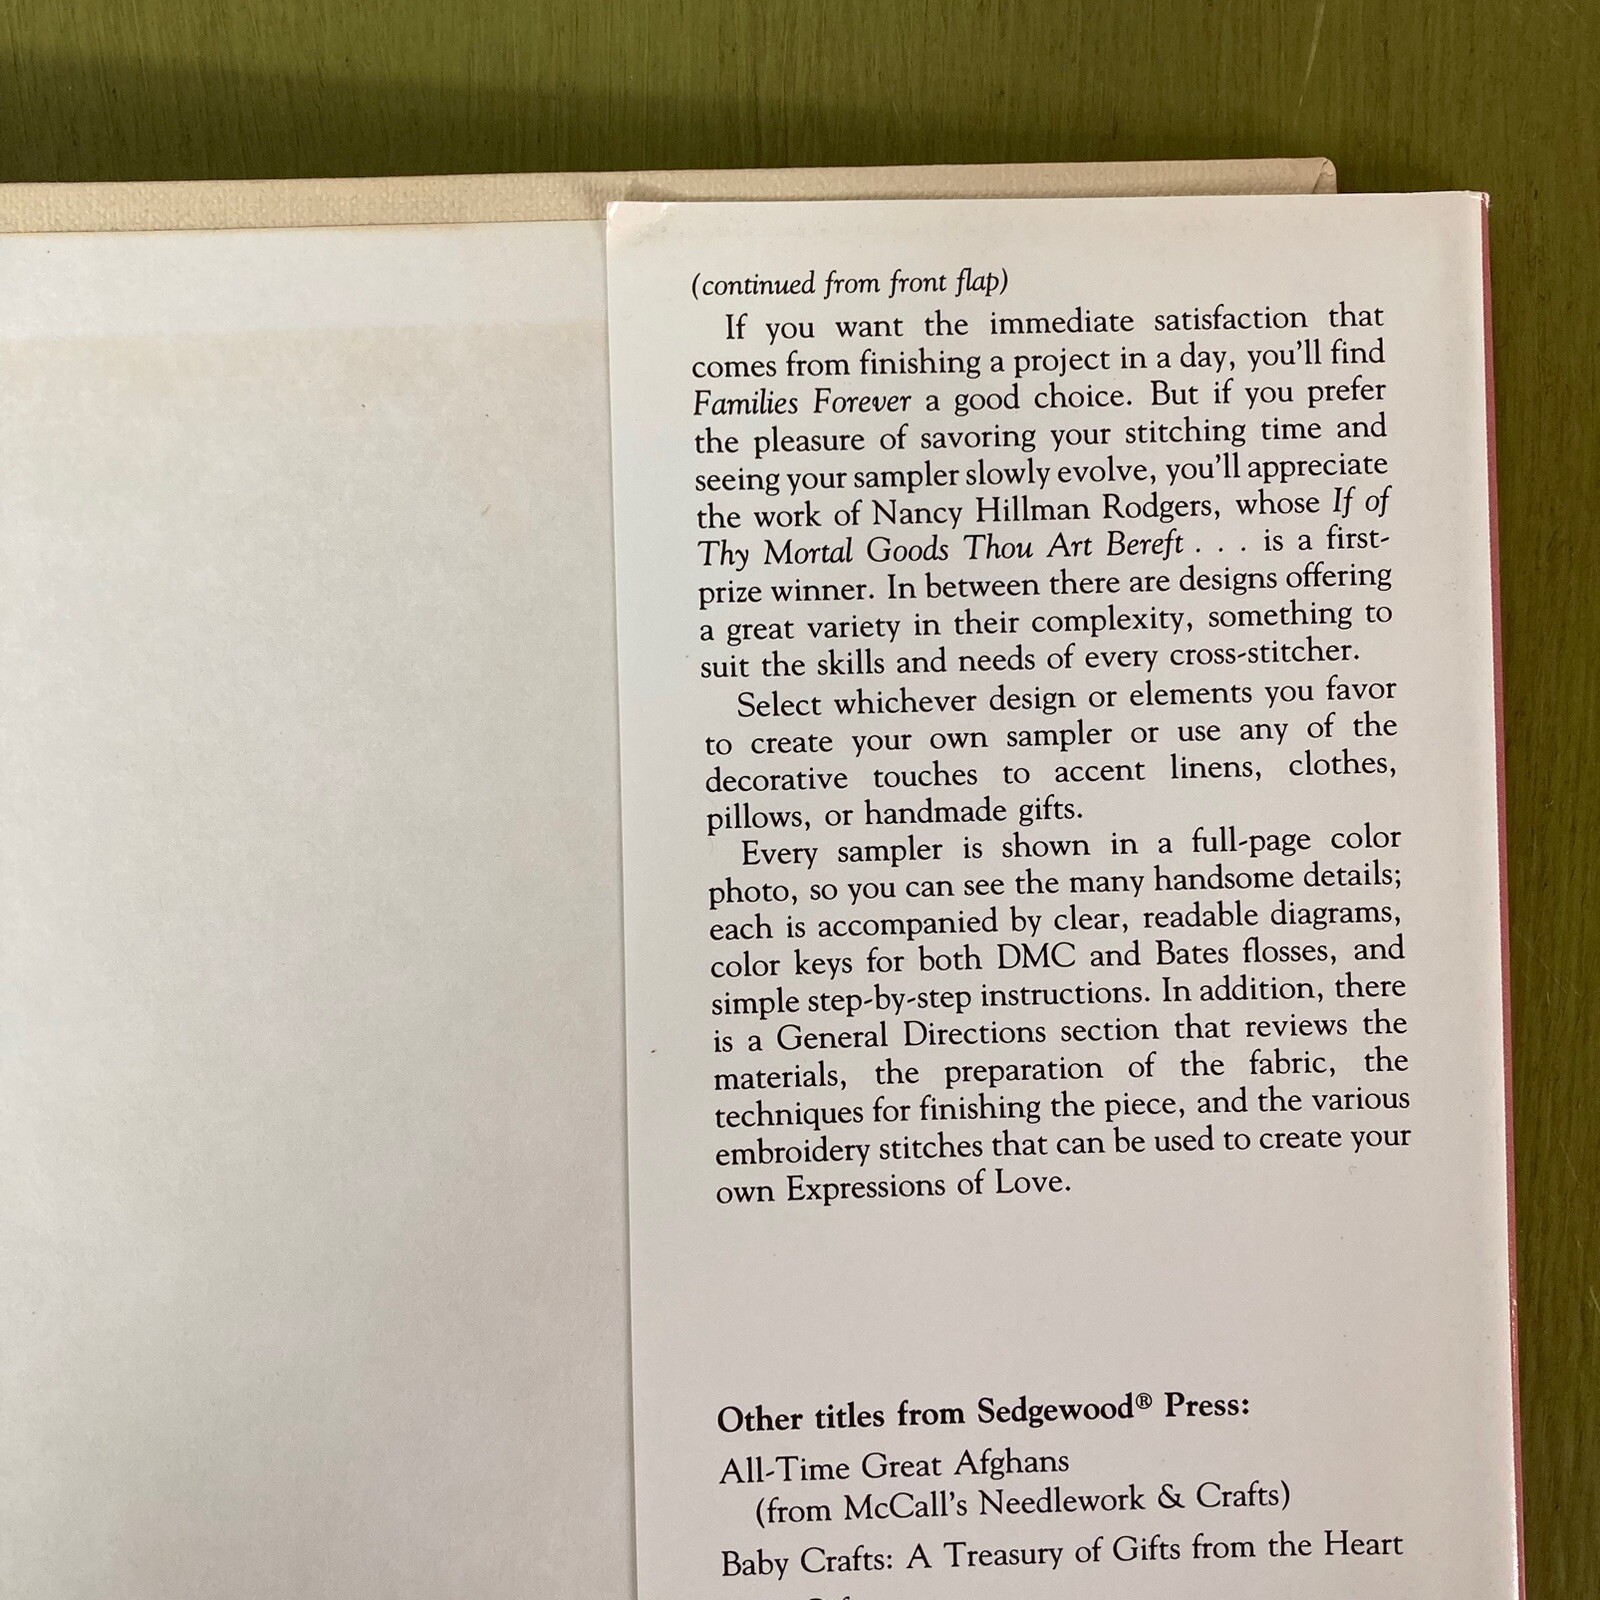 (continued from front flap)
If you want the immediate satisfaction that
comes from finishing a project in a day, you'll find
Families Forever a good choice. But if you prefer
the pleasure of savoring your stitching time and
seeing your sampler slowly evolve, you'll appreciate
the work of Nancy Hillman Rodgers, whose If of
Thy Mortal Goods Thou Art Bereft . . . is a first-
prize winner. In between there are designs offering
a great variety in their complexity, something to
suit the skills and needs of every cross-stitcher.
Select whichever design or elements you favor
to create your own sampler or use any of the
decorative touches to accent linens, clothes,
pillows, or handmade gifts.
Every sampler is shown in a full-page color
photo, so you can see the many handsome details;
each is accompanied by clear, readable diagrams,
color keys for both DMC and Bates flosses, and
simple step-by-step instructions. In addition, there
is a General Directions section that reviews the
materials, the preparation of the fabric, the
techniques for finishing the piece, and the various
embroidery stitches that can be used to create your
own Expressions of Love.
Other titles from Sedgewood® Press:
All-Time Great Afghans
(from McCall's Needlework & Crafts)
Baby Crafts: A Treasury of Gifts from the Heart